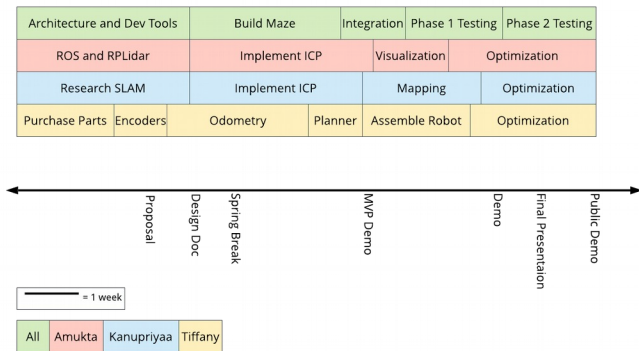 Architecture and Dev Tools Build Maze Integration Phase 1 Testing Phase 2 Testing
ROS and RPLidar Implement ICP Visualization Optimization
Research SLAM Implement ICP Mapping Optimization
Purchase Parts Encoders Odometry Planner Assemble Robot Optimization
Proposal
Design Doc
Spring Break
MVP Demo
Demo
Final Presentaion
Public Demo
= 1 week
All Amukta Kanupriyaa Tiffany